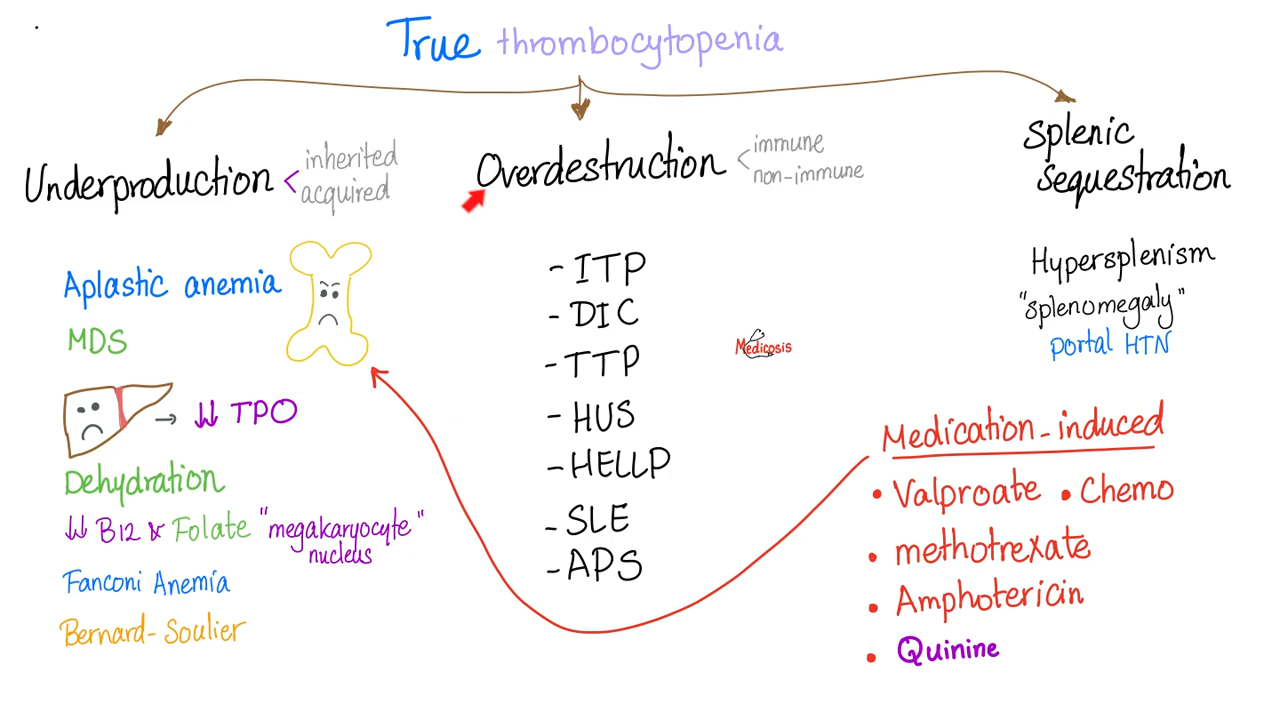 True thrombocytopenia
Underproduction < inherited
acquired
Aplastic anemia
MDS
→ ↓↓ TPO
Dehydration
↓↓ B12 & Folate "megakaryocyte"
nucleus
Fanconi Anemia
Bernard-Soulier
Overdestruction < immune
non-immune
- ITP
- DIC
- TTP
- HUS
- HELLP
- SLE
- APS
Medicosis
Splenic
sequestration
Hypersplenism
"splenomegaly"
portal HTN
Medication-induced
• Valproate • Chemo
• methotrexate
• Amphotericin
• Quinine